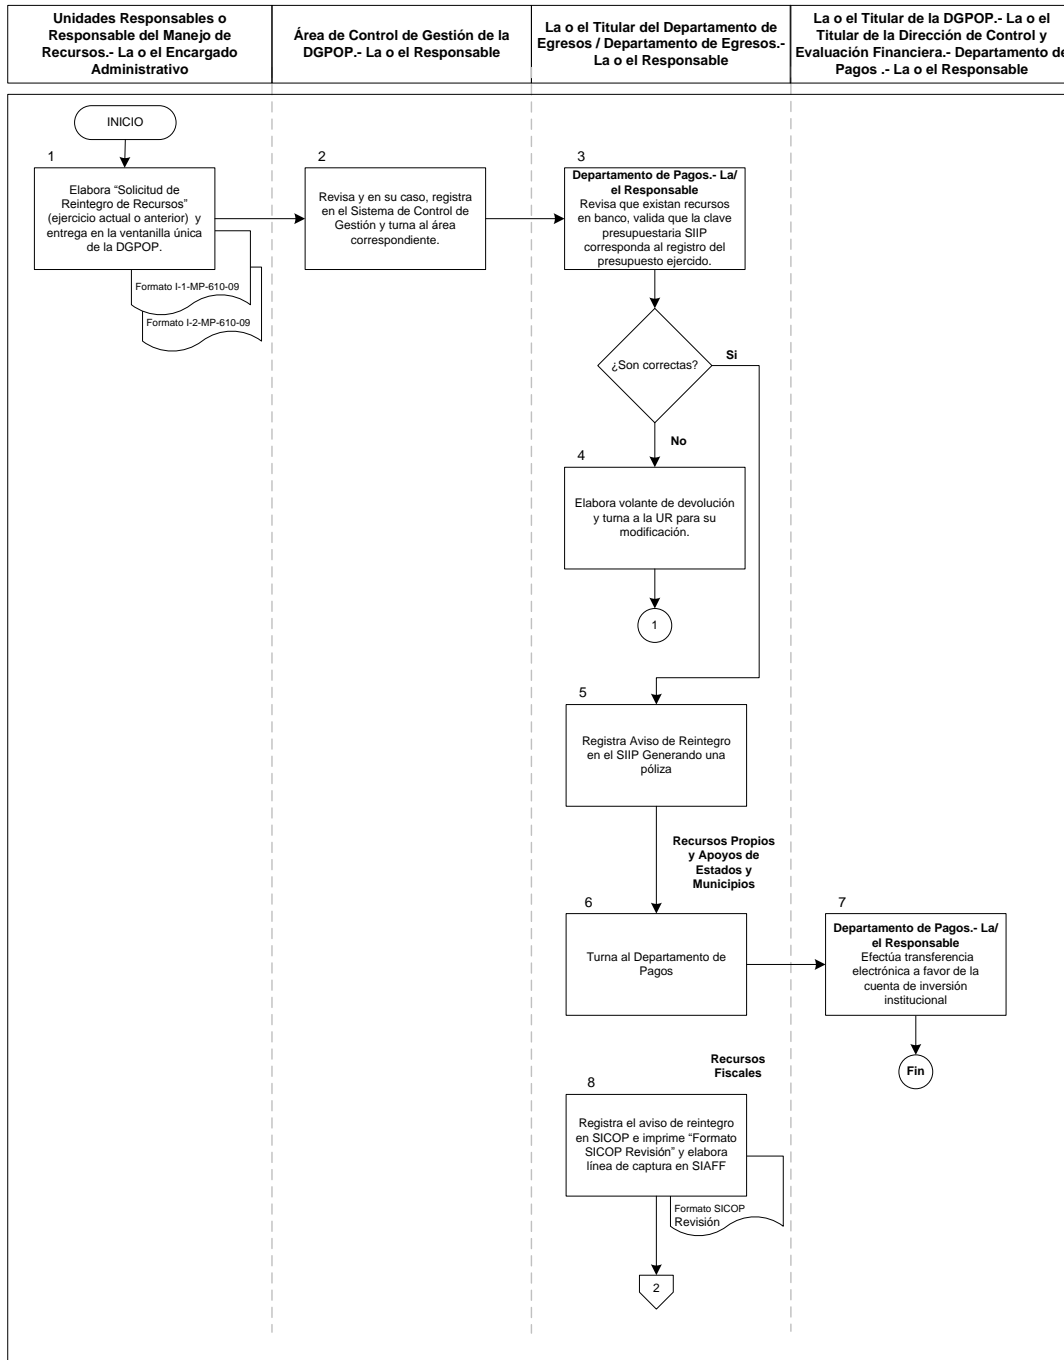 Unidades Responsables o
Responsable del Manejo de
Recursos.- La o el Encargado
Administrativo
Área de Control de Gestión de la
DGPOP.- La o el Responsable
La o el Titular del Departamento de
Egresos / Departamento de Egresos.-
La o el Responsable
La o el Titular de la DGPOP.- La o el
Titular de la Dirección de Control y
Evaluación Financiera.- Departamento de
Pagos .- La o el Responsable
INICIO
1
Elabora “Solicitud de
Reintegro de Recursos”
(ejercicio actual o anterior) y
entrega en la ventanilla única
de la DGPOP.
Formato I-1-MP-610-09
Formato I-2-MP-610-09
2
Revisa y en su caso, registra
en el Sistema de Control de
Gestión y turna al área
correspondiente.
3
Departamento de Pagos.- La/
el Responsable
Revisa que existan recursos
en banco, valida que la clave
presupuestaria SIIP
corresponda al registro del
presupuesto ejercido.
¿Son correctas?
Si
No
4
Elabora volante de devolución
y turna a la UR para su
modificación.
1
5
Registra Aviso de Reintegro
en el SIIP Generando una
póliza
Recursos Propios
y Apoyos de
Estados y
Municipios
6
Turna al Departamento de
Pagos
7
Departamento de Pagos.- La/
el Responsable
Efectúa transferencia
electrónica a favor de la
cuenta de inversión
institucional
Fin
Recursos
Fiscales
8
Registra el aviso de reintegro
en SICOP e imprime “Formato
SICOP Revisión” y elabora
línea de captura en SIAFF
Formato SICOP
Revisión
2